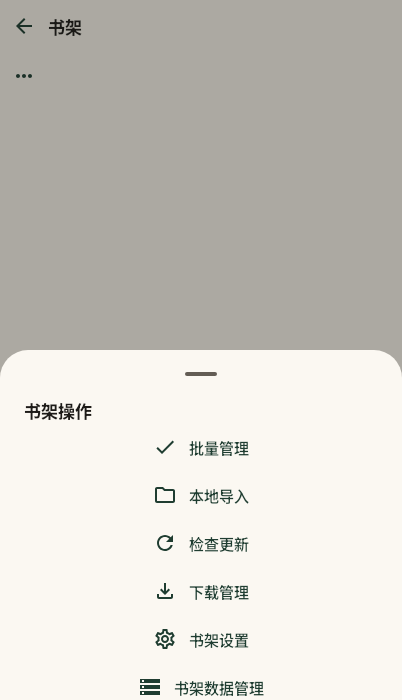 书架
书架操作
批量管理
本地导入
检查更新
下载管理
书架设置
书架数据管理